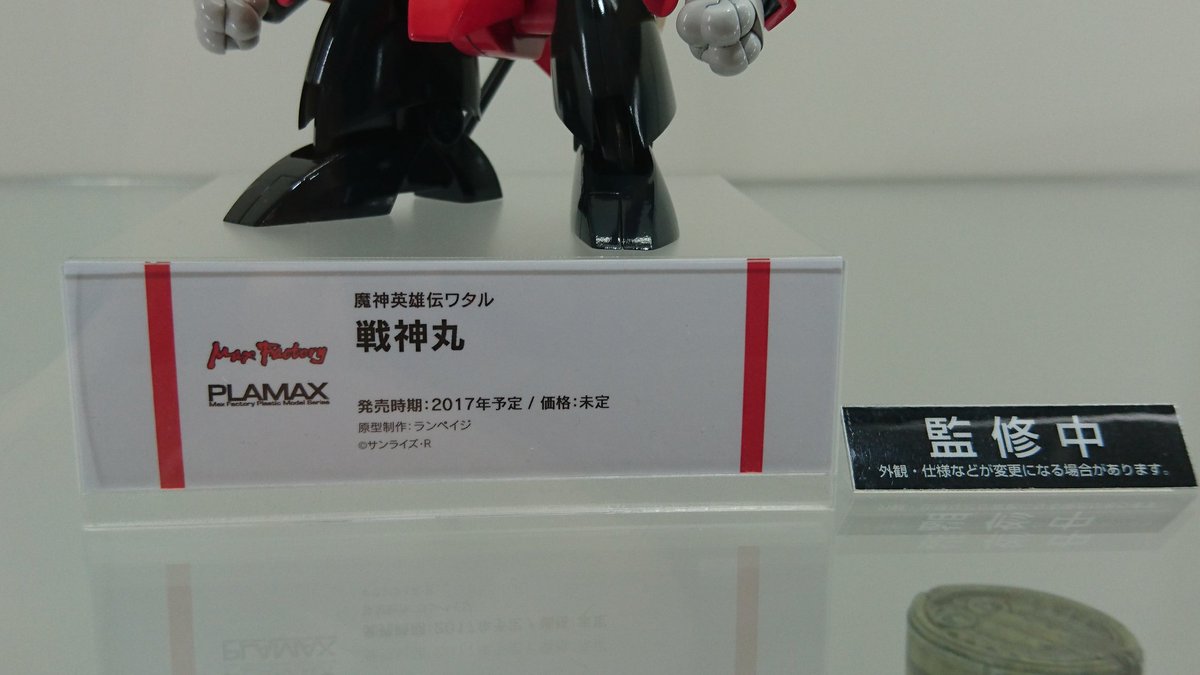 魔神英雄伝ワタル
戦神丸
Max Factory
PLAMAX
Max Factory Plastic Model Series
発売時期：2017年予定 / 価格：未定
原型制作：ランペイジ
©サンライズ・R
監修中
外観・仕様などが変更になる場合があります。